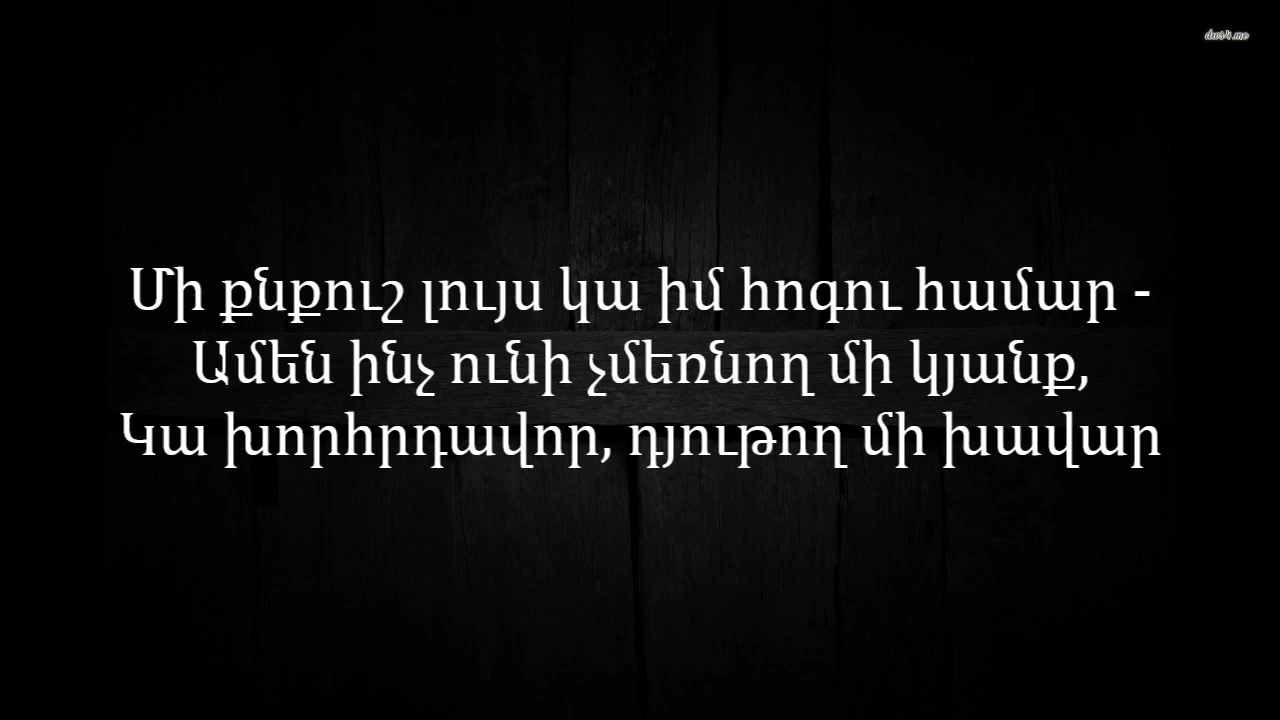 Մի քնքուշ լույս կա իմ հոգու համար -
Ամեն ինչ ունի չմեռնող մի կյանք,
Կա խորհրդավոր, դյութող մի խավար